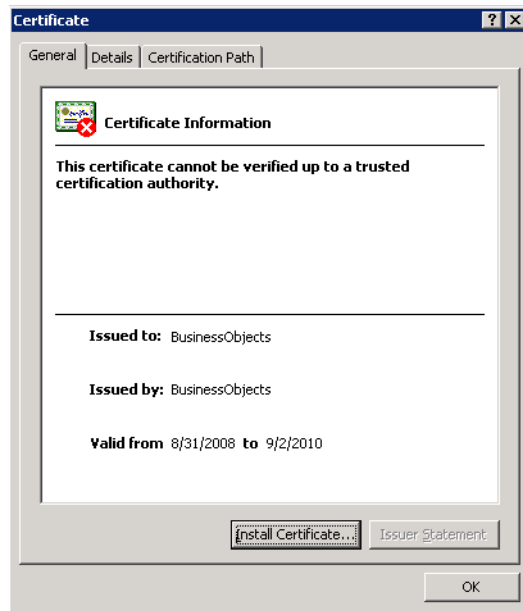 Certificate
General Details Certification Path
Certificate Information
This certificate cannot be verified up to a trusted
certification authority.
Issued to: BusinessObjects
Issued by: BusinessObjects
Valid from 8/31/2008 to 9/2/2010
Install Certificate... Issuer Statement
OK